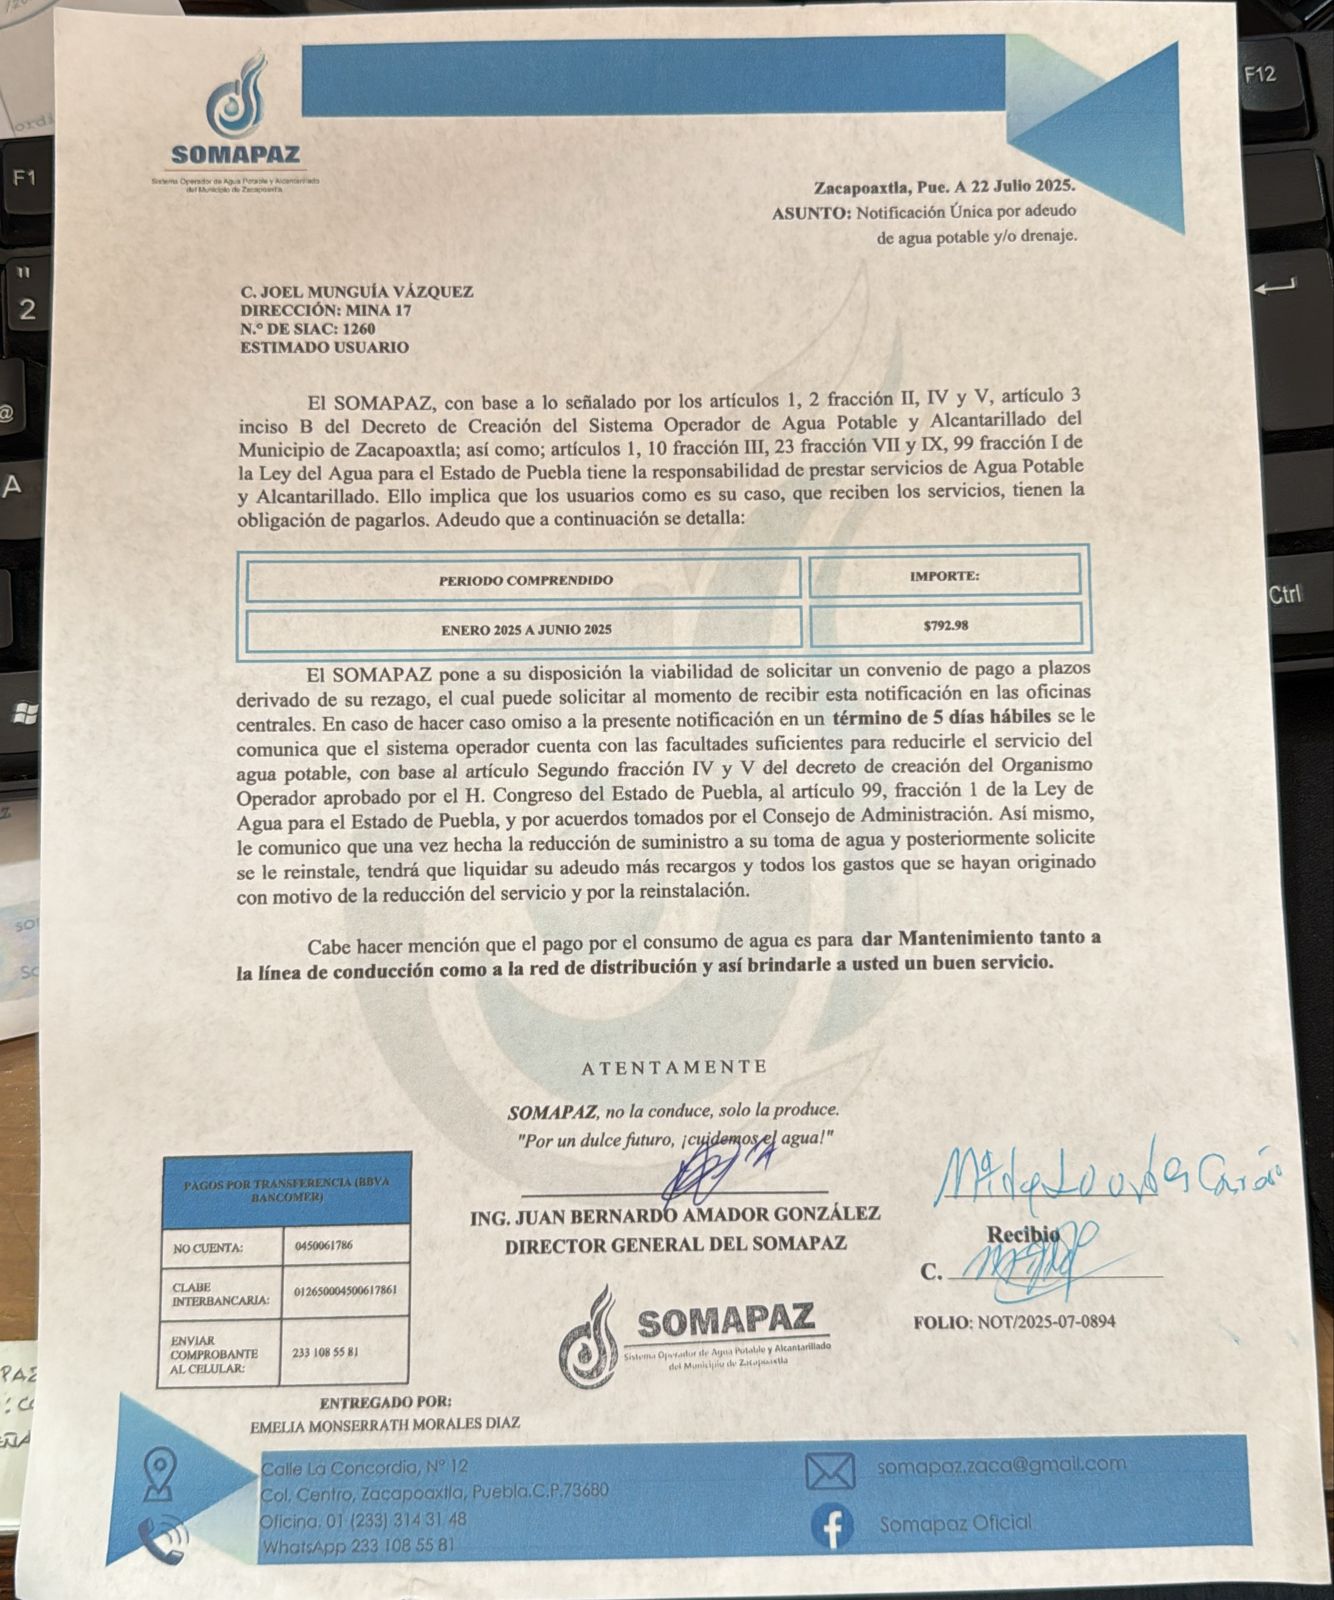 SOMAPAZ
Sistema Operador de Agua Potable y Alcantarillado
del Municipio de Zacapoaxtla.
Zacapoaxtla, Pue. A 22 Julio 2025.
ASUNTO: Notificación Única por adeudo
de agua potable y/o drenaje.
C. JOEL MUNGUÍA VÁZQUEZ
DIRECCIÓN: MINA 17
N.º DE SIAC: 1260
ESTIMADO USUARIO
El SOMAPAZ, con base a lo señalado por los artículos 1, 2 fracción II, IV y V, artículo 3
inciso B del Decreto de Creación del Sistema Operador de Agua Potable y Alcantarillado del
Municipio de Zacapoaxtla; así como; artículos 1, 10 fracción III, 23 fracción VII y IX, 99 fracción I de
la Ley del Agua para el Estado de Puebla tiene la responsabilidad de prestar servicios de Agua Potable
y Alcantarillado. Ello implica que los usuarios como es su caso, que reciben los servicios, tienen la
obligación de pagarlos. Adeudo que a continuación se detalla:
PERIODO COMPRENDIDO IMPORTE:
ENERO 2025 A JUNIO 2025 $792.98
El SOMAPAZ pone a su disposición la viabilidad de solicitar un convenio de pago a plazos
derivado de su rezago, el cual puede solicitar al momento de recibir esta notificación en las oficinas
centrales. En caso de hacer caso omiso a la presente notificación en un término de 5 días hábiles se le
comunica que el sistema operador cuenta con las facultades suficientes para reducirle el servicio del
agua potable, con base al artículo Segundo fracción IV y V del decreto de creación del Organismo
Operador aprobado por el H. Congreso del Estado de Puebla, al artículo 99, fracción 1 de la Ley de
Agua para el Estado de Puebla, y por acuerdos tomados por el Consejo de Administración. Así mismo,
le comunico que una vez hecha la reducción de suministro a su toma de agua y posteriormente solicite
se le reinstale, tendrá que liquidar su adeudo más recargos y todos los gastos que se hayan originado
con motivo de la reducción del servicio y por la reinstalación.
Cabe hacer mención que el pago por el consumo de agua es para dar Mantenimiento tanto a
la línea de conducción como a la red de distribución y así brindarle a usted un buen servicio.
ATENTAMENTE
SOMAPAZ, no la conduce, solo la produce.
"Por un dulce futuro, ¡cuidemos el agua!"
ING. JUAN BERNARDO AMADOR GONZÁLEZ
DIRECTOR GENERAL DEL SOMAPAZ
Recibio
C.
FOLIO: NOT/2025-07-0894
SOMAPAZ
Sistema Operador de Agua Potable y Alcantarillado
del Municipio de Zacapoaxtla
PAGOS POR TRANSFERENCIA (BBVA
BANCOMER)
NO CUENTA: 0450061786
CLABE
INTERBANCARIA: 012650004500617861
ENVIAR
COMPROBANTE
AL CELULAR: 233 108 55 81
ENTREGADO POR:
EMELIA MONSERRATH MORALES DIAZ
Calle La Concordia, Nº 12
Col. Centro, Zacapoaxtla, Puebla.C.P.73680
Oficina. 01 (233) 314 31 48
WhatsApp 233 108 55 81
somapaz.zaca@gmail.com
Somapaz Oficial
F1
"
2
@
A
F12
Ctrl